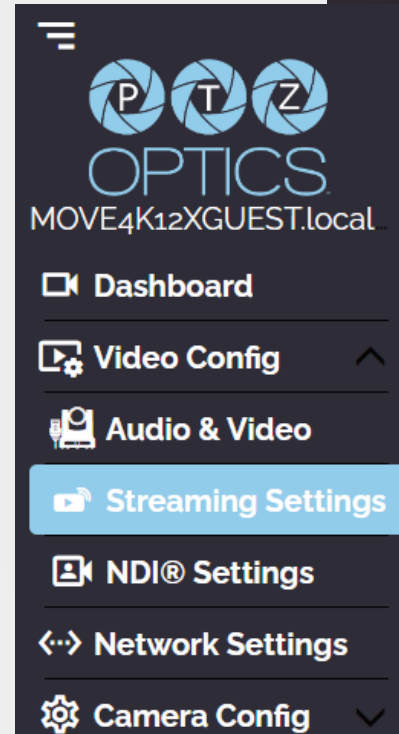 P T Z
OPTICS
MOVE4K12XGUEST.local...
Dashboard
Video Config
Audio & Video
Streaming Settings
NDI® Settings
Network Settings
Camera Config